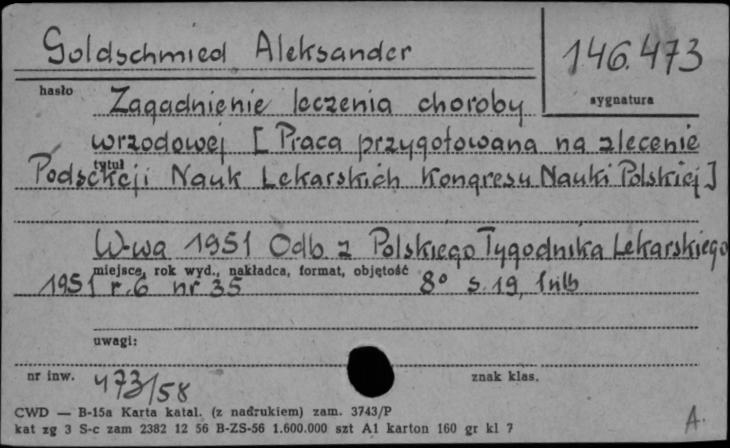 Goldschmied Aleksander
146.473
hasło
sygnatura
Zagadnienie leczenia choroby
wrzodowej [Praca przygotowana na zlecenie
tytuł
Podsekcji Nauk Lekarskich Kongresu Nauki Polskiej]
W-wa 1951 Odb z Polskiego Tygodnika Lekarskiego
miejsce, rok wyd., nakładca, format, objętość
1951 r. 6 nr 35 8° s. 19, 1 nlb
uwagi:
nr inw. 473/58
znak klas.
CWD — B-15a Karta katal. (z nadrukiem) zam. 3743/P
kat zg 3 S-c zam 2382 12 56 B-ZS-56 1.600.000 szt A1 karton 160 gr kl 7
A.